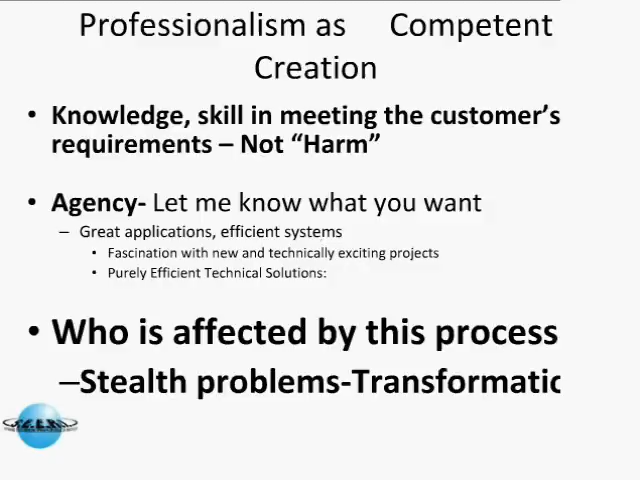 Professionalism as Competent
Creation
• Knowledge, skill in meeting the customer's
requirements – Not "Harm"
• Agency- Let me know what you want
– Great applications, efficient systems
• Fascination with new and technically exciting projects
• Purely Efficient Technical Solutions:
• Who is affected by this process
–Stealth problems-Transformatic